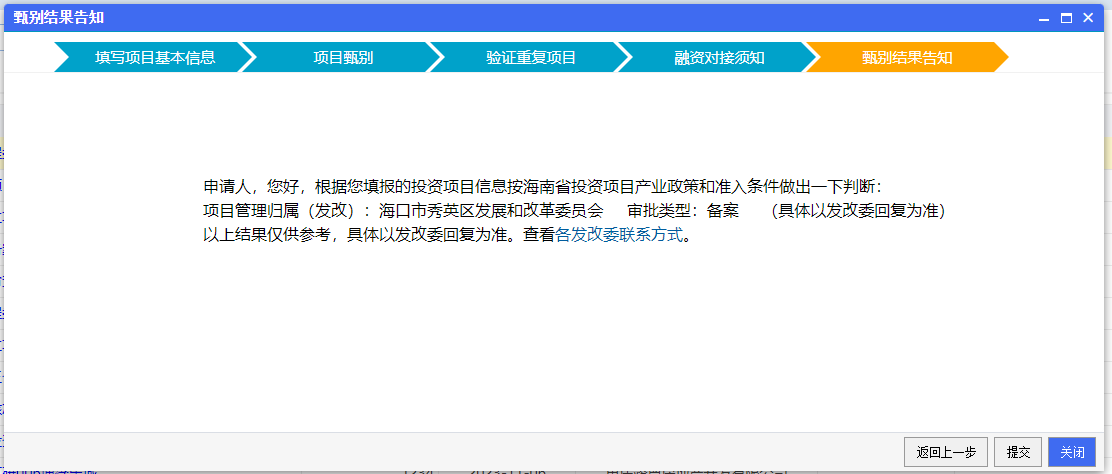 甄别结果告知
填写项目基本信息 项目甄别 验证重复项目 融资对接须知 甄别结果告知
申请人，您好，根据您填报的投资项目信息按海南省投资项目产业政策和准入条件做出一下判断：
项目管理归属（发改）：海口市秀英区发展和改革委员会 审批类型：备案 （具体以发改委回复为准）
以上结果仅供参考，具体以发改委回复为准。查看各发改委联系方式。
返回上一步 提交 关闭